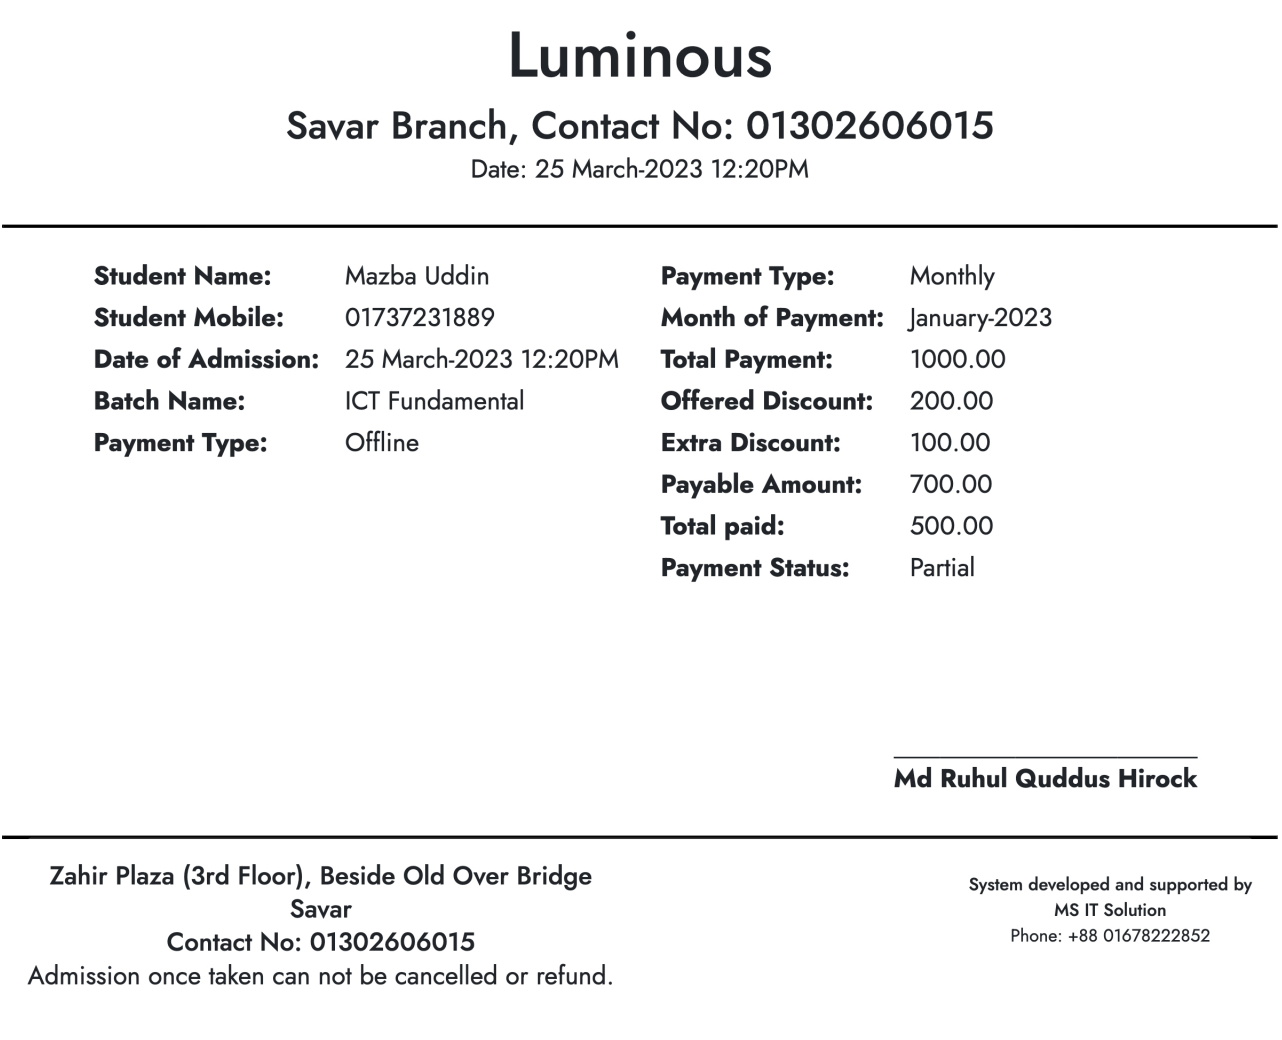 Luminous
Savar Branch, Contact No: 01302606015
Date: 25 March-2023 12:20PM
Student Name: Mazba Uddin
Student Mobile: 01737231889
Date of Admission: 25 March-2023 12:20PM
Batch Name: ICT Fundamental
Payment Type: Offline
Payment Type: Monthly
Month of Payment: January-2023
Total Payment: 1000.00
Offered Discount: 200.00
Extra Discount: 100.00
Payable Amount: 700.00
Total paid: 500.00
Payment Status: Partial
Md Ruhul Quddus Hirock
Zahir Plaza (3rd Floor), Beside Old Over Bridge
Savar
Contact No: 01302606015
Admission once taken can not be cancelled or refund.
System developed and supported by
MS IT Solution
Phone: +88 01678222852